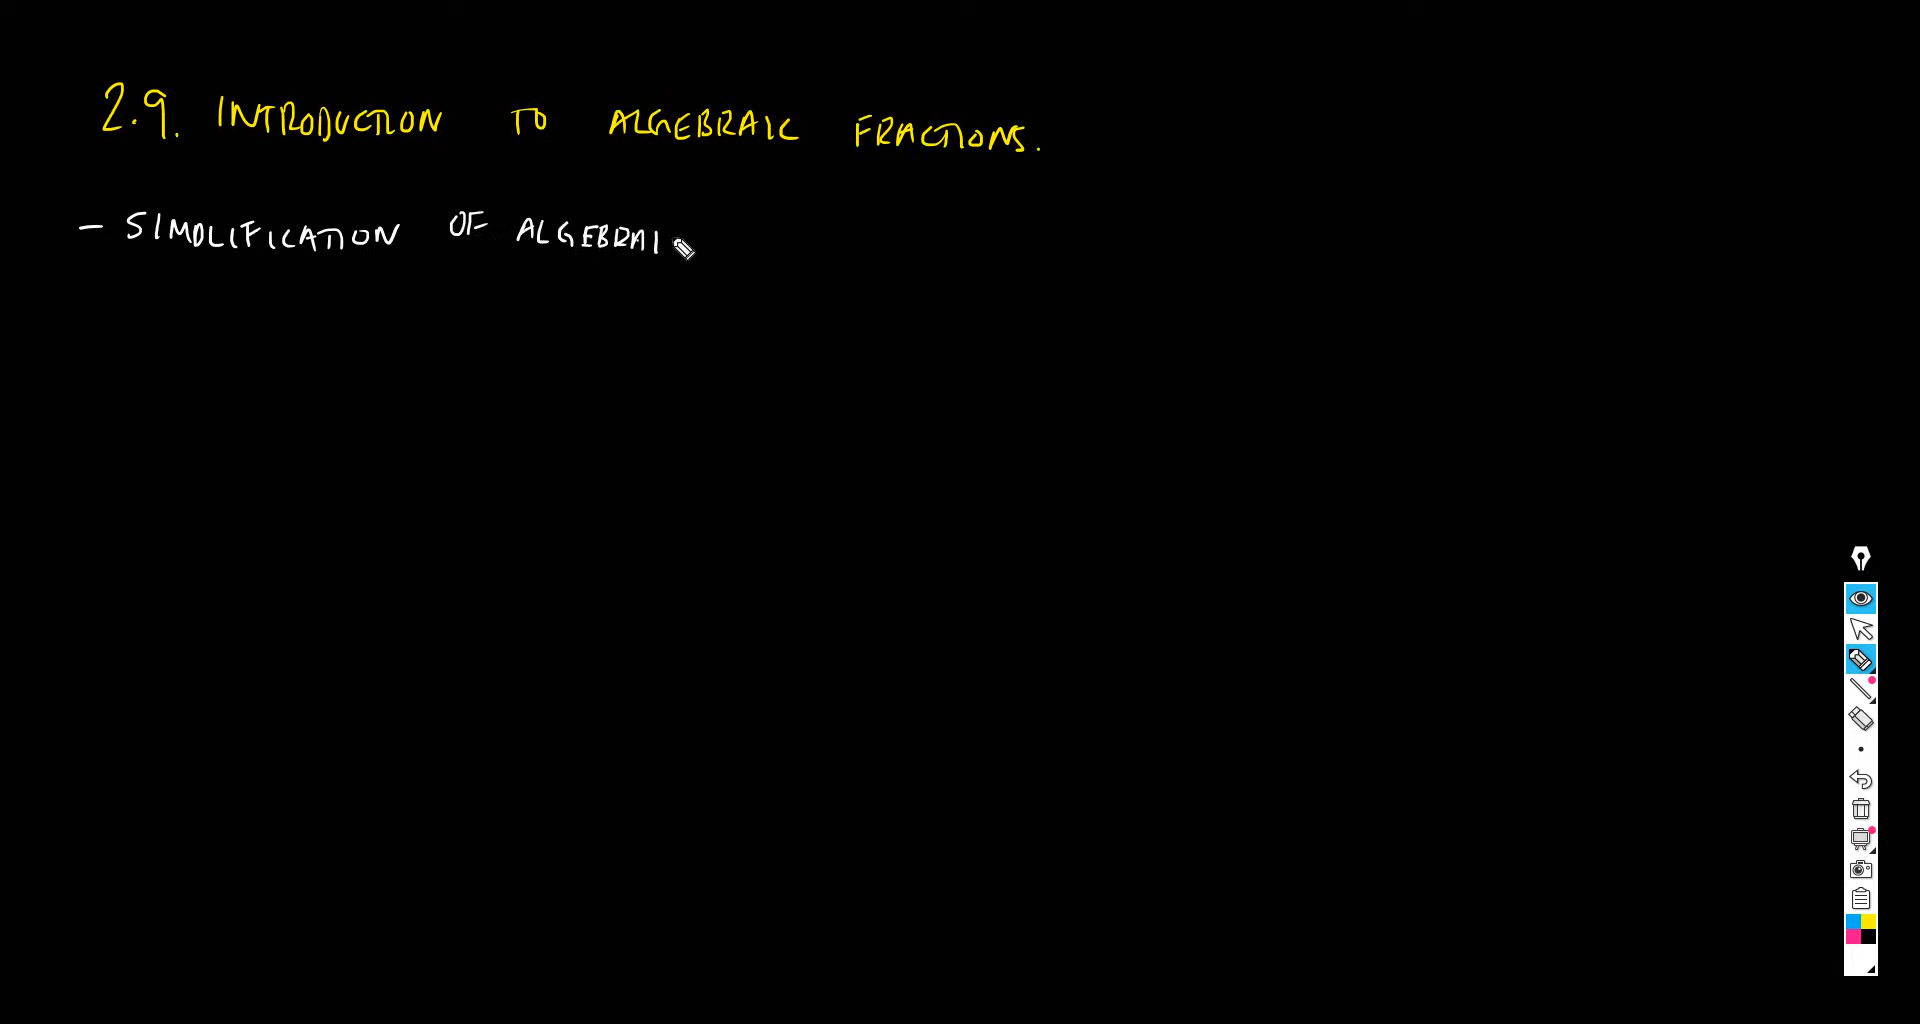 2.9. INTRODUCTION TO ALGEBRAIC FRACTIONS.
- SIMPLIFICATION OF ALGEBRAI